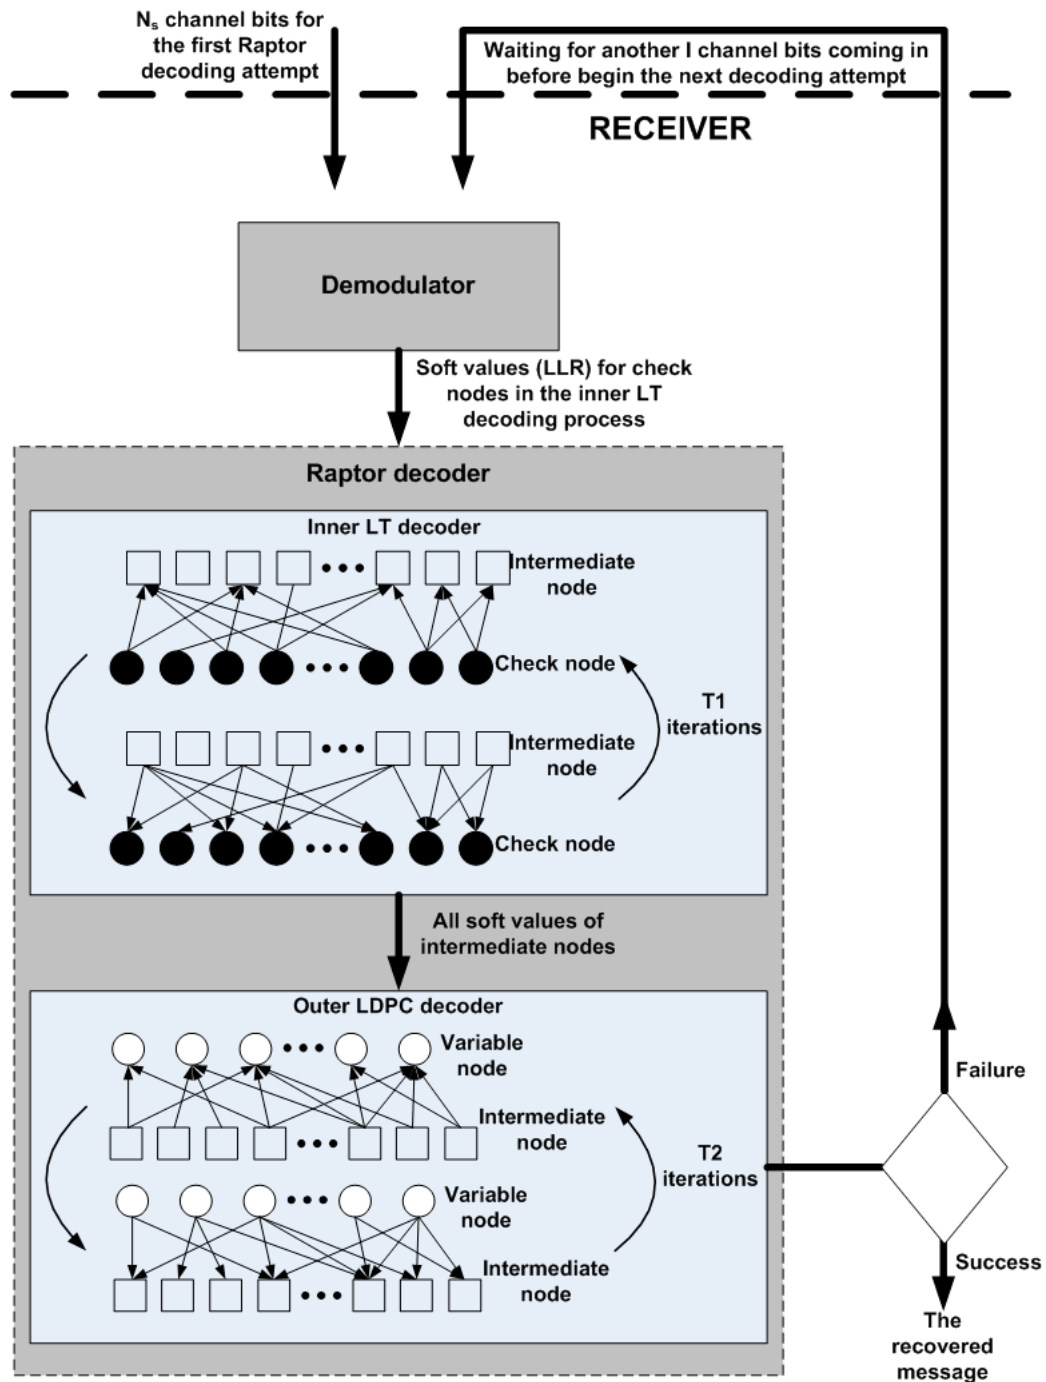 Nₛ channel bits for
the first Raptor
decoding attempt
Waiting for another I channel bits coming in
before begin the next decoding attempt
RECEIVER
Demodulator
Soft values (LLR) for check
nodes in the inner LT
decoding process
Raptor decoder
Inner LT decoder
Intermediate
node
Check node
T1
iterations
Intermediate
node
Check node
All soft values of
intermediate nodes
Outer LDPC decoder
Variable
node
Intermediate
node
T2
iterations
Variable
node
Intermediate
node
Failure
Success
The
recovered
message